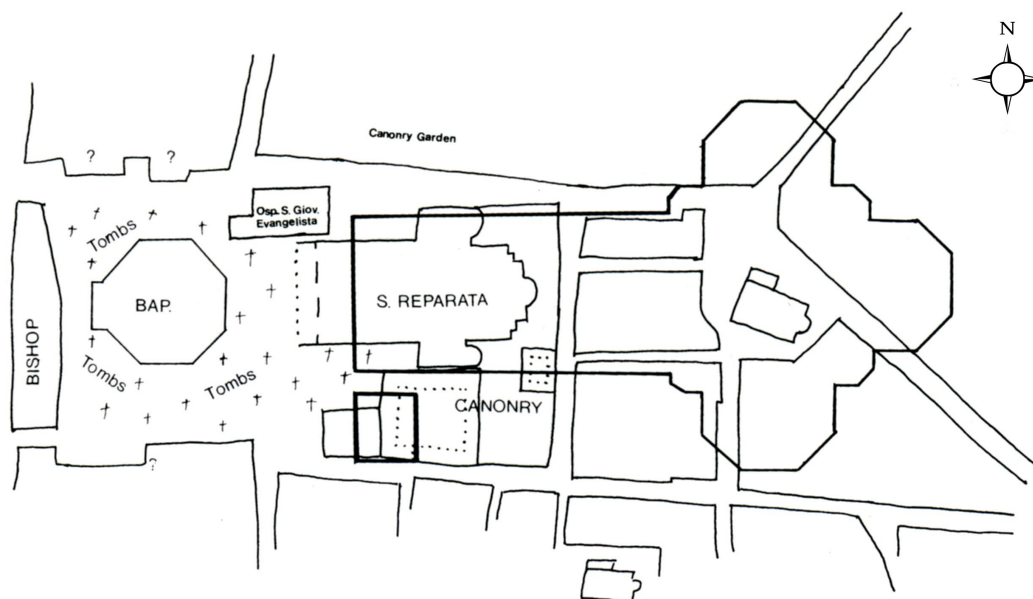 N
Canonry Garden
?
?
Osp. S. Giov.
Evangelista
Tombs
BAP.
S. REPARATA
BISHOP
Tombs
Tombs
CANONRY
?